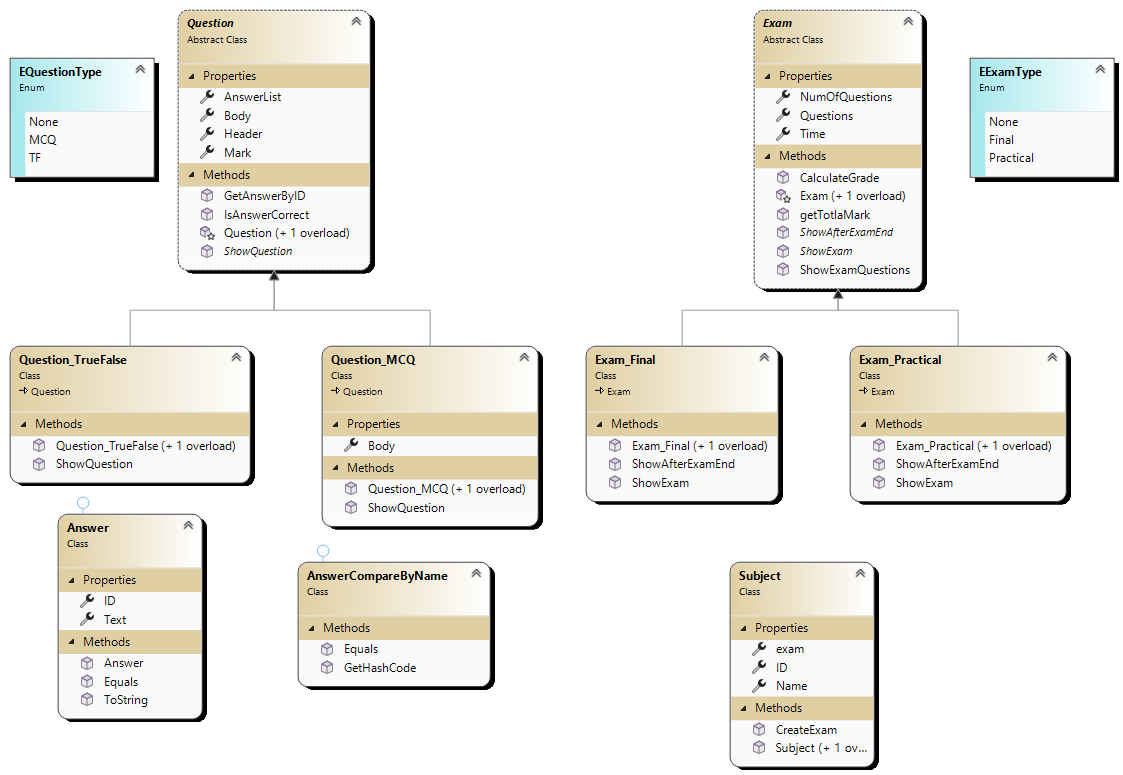 EQuestionType
Enum
None
MCQ
TF
Question
Abstract Class
Properties
AnswerList
Body
Header
Mark
Methods
GetAnswerByID
IsAnswerCorrect
Question (+ 1 overload)
ShowQuestion
Exam
Abstract Class
Properties
NumOfQuestions
Questions
Time
Methods
CalculateGrade
Exam (+ 1 overload)
getTotlaMark
ShowAfterExamEnd
ShowExam
ShowExamQuestions
EExamType
Enum
None
Final
Practical
Question_TrueFalse
Class
Question
Methods
Question_TrueFalse (+ 1 overload)
ShowQuestion
Question_MCQ
Class
Question
Properties
Body
Methods
Question_MCQ (+ 1 overload)
ShowQuestion
Exam_Final
Class
Exam
Methods
Exam_Final (+ 1 overload)
ShowAfterExamEnd
ShowExam
Exam_Practical
Class
Exam
Methods
Exam_Practical (+ 1 overload)
ShowAfterExamEnd
ShowExam
Answer
Class
Properties
ID
Text
Methods
Answer
Equals
ToString
AnswerCompareByName
Class
Methods
Equals
GetHashCode
Subject
Class
Properties
exam
ID
Name
Methods
CreateExam
Subject (+ 1 ov...